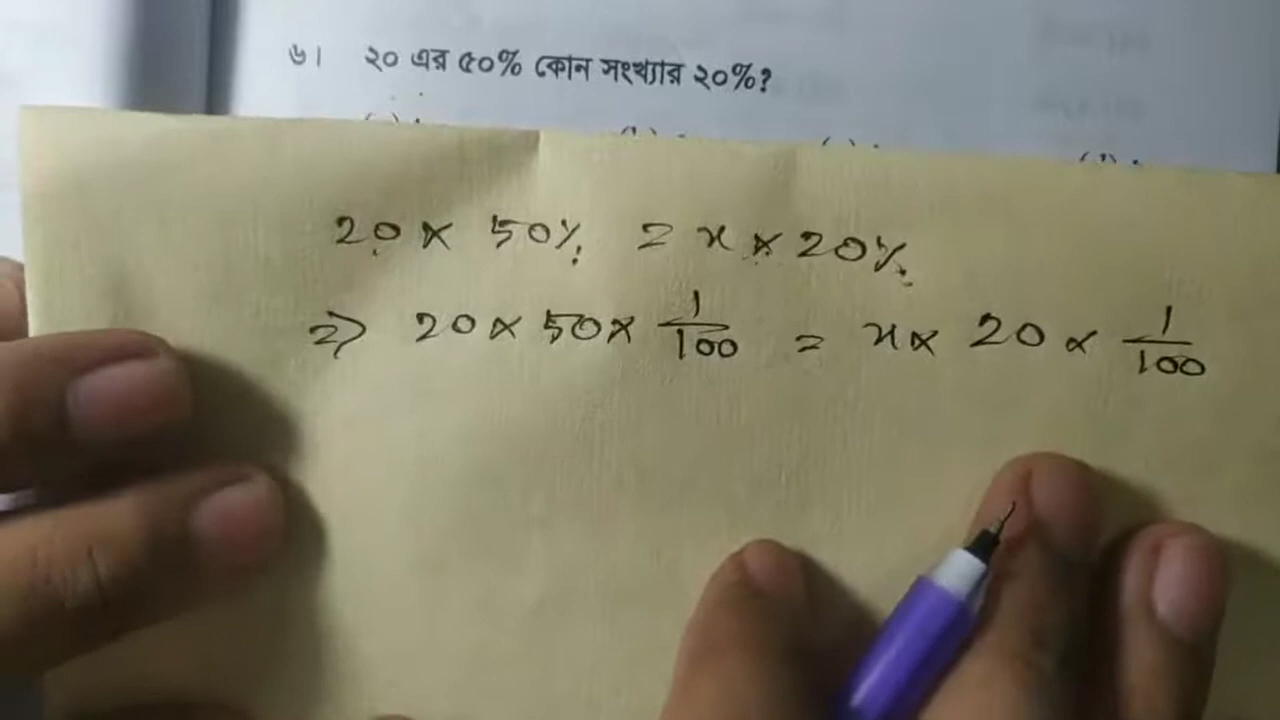 ৬। ২০ এর ৫০% কোন সংখ্যার ২০%?
20 × 50% = x × 20%
=> 20 × 50 × 1/100 = x × 20 × 1/100